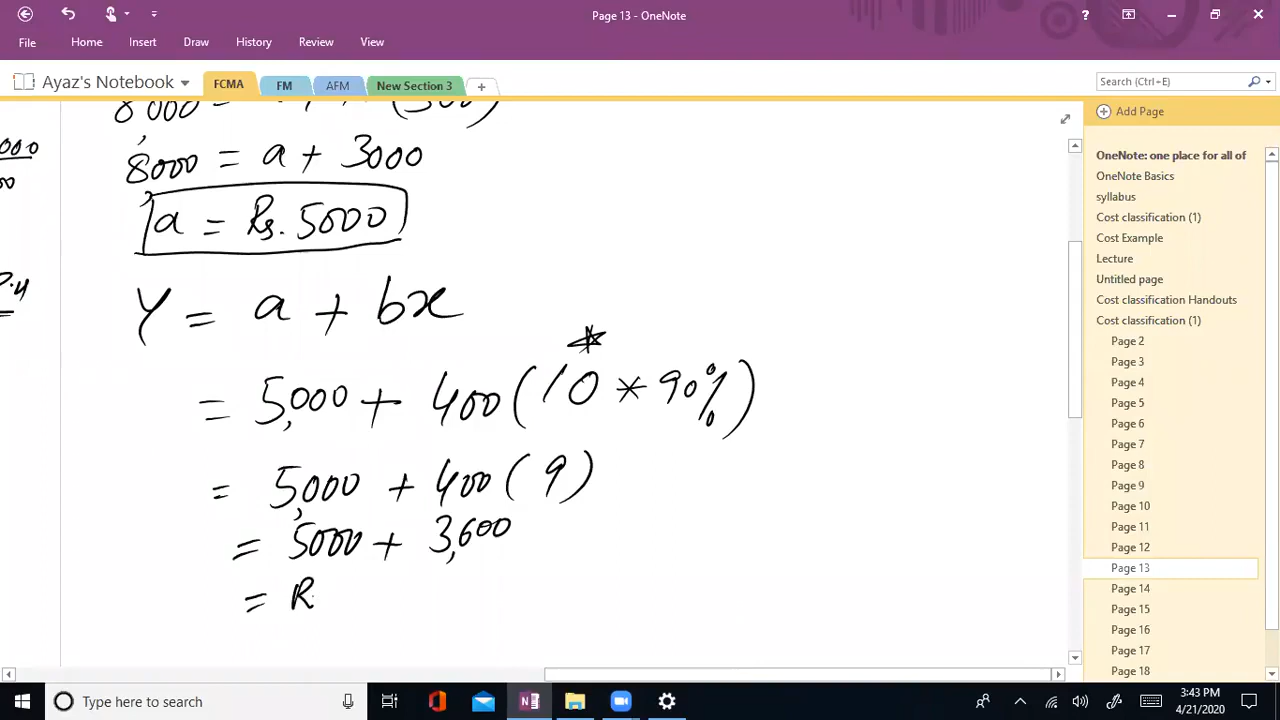 Page 13 - OneNote
?
File Home Insert Draw History Review View
Ayaz's Notebook FCMA FM AFM New Section 3 +
Search (Ctrl+E)
Add Page
OneNote: one place for all of
OneNote Basics
syllabus
Cost classification (1)
Cost Example
Lecture
Untitled page
Cost classification Handouts
Cost classification (1)
Page 2
Page 3
Page 4
Page 5
Page 6
Page 7
Page 8
Page 9
Page 10
Page 11
Page 12
Page 13
Page 14
Page 15
Page 16
Page 17
Page 18
8000 = a + 3000
a = Rs. 5000
Y = a + bx
*
= 5,000 + 400 (10 * 90%)
= 5,000 + 400 (9)
= 5000 + 3,600
= R
Type here to search
3:43 PM
4/21/2020